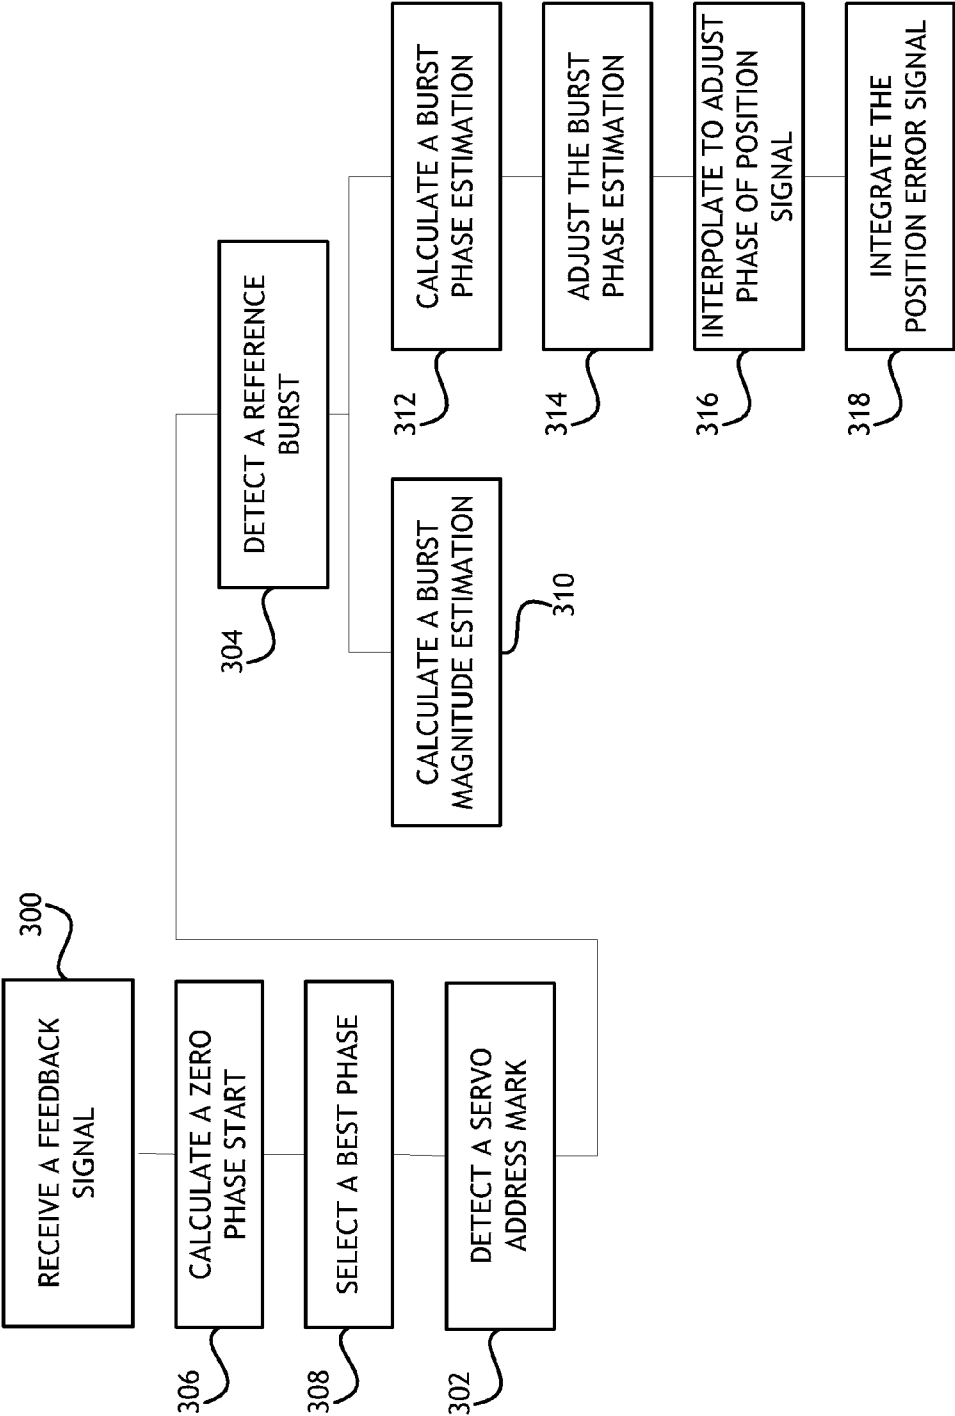 300
RECEIVE A FEEDBACK
SIGNAL
306
CALCULATE A ZERO
PHASE START
308
SELECT A BEST PHASE
302
DETECT A SERVO
ADDRESS MARK
304
DETECT A REFERENCE
BURST
310
CALCULATE A BURST
MAGNITUDE ESTIMATION
312
CALCULATE A BURST
PHASE ESTIMATION
314
ADJUST THE BURST
PHASE ESTIMATION
316
INTERPOLATE TO ADJUST
PHASE OF POSITION
SIGNAL
318
INTEGRATE THE
POSITION ERROR SIGNAL